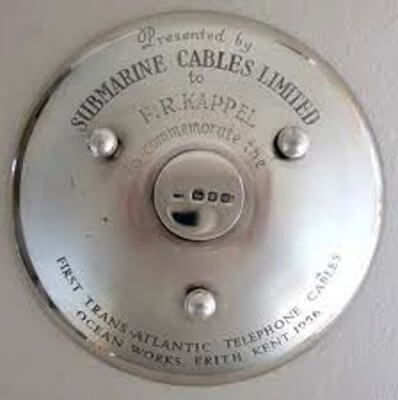 Presented by
SUBMARINE CABLES LIMITED
to
F.R.KAPPEL
to commemorate the
FIRST TRANS-ATLANTIC TELEPHONE CABLES
OCEAN WORKS ERITH KENT 1956